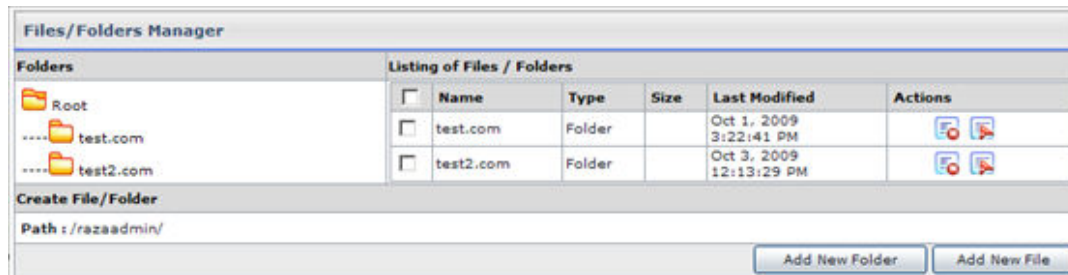 Files/Folders Manager
Folders
Listing of Files / Folders
Root
----test.com
----test2.com
Name Type Size Last Modified Actions
test.com Folder Oct 1, 2009
3:22:41 PM
test2.com Folder Oct 3, 2009
12:13:29 PM
Create File/Folder
Path : /razaadmin/
Add New Folder Add New File